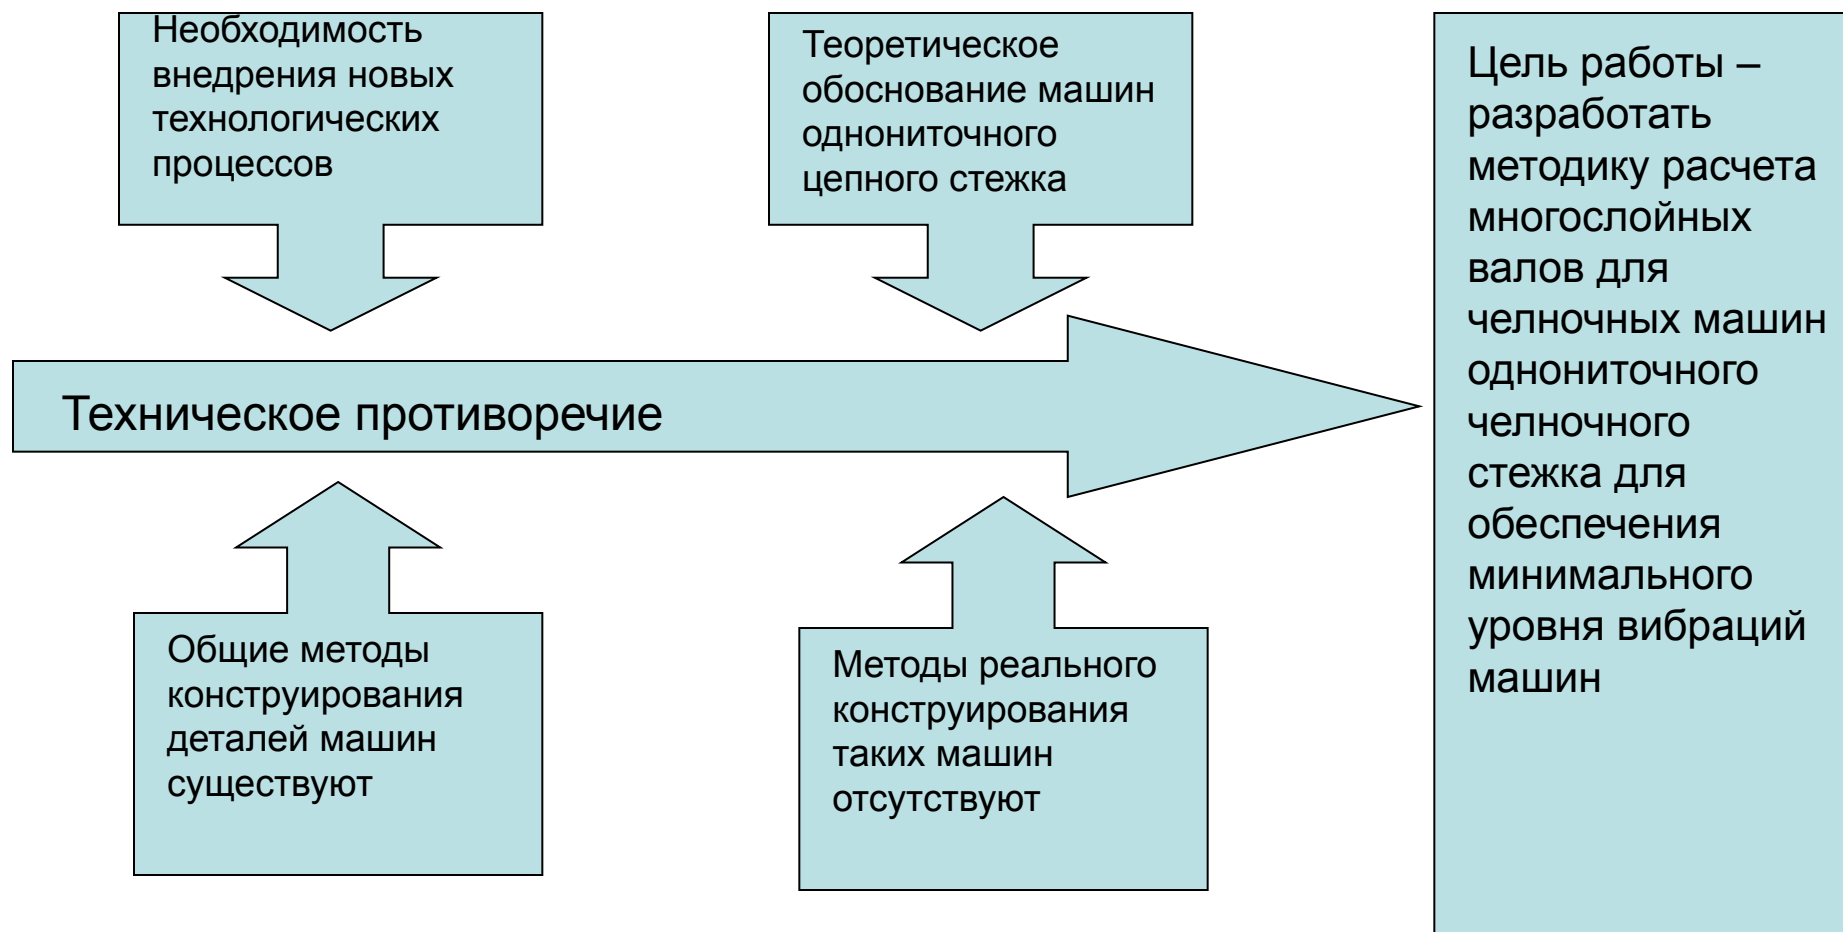 Необходимость
внедрения новых
технологических
процессов
Теоретическое
обоснование машин
однониточного
цепного стежка
Техническое противоречие
Общие методы
конструирования
деталей машин
существуют
Методы реального
конструирования
таких машин
отсутствуют
Цель работы –
разработать
методику расчета
многослойных
валов для
челночных машин
однониточного
челночного
стежка для
обеспечения
минимального
уровня вибраций
машин